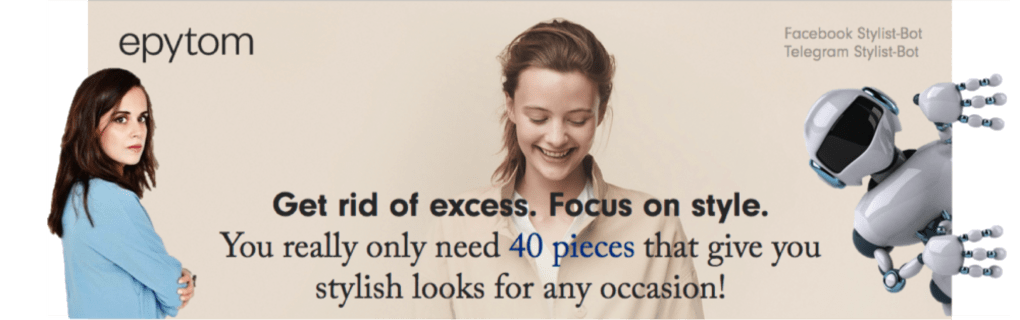 epytom
Facebook Stylist-Bot
Telegram Stylist-Bot
Get rid of excess. Focus on style.
You really only need 40 pieces that give you
stylish looks for any occasion!